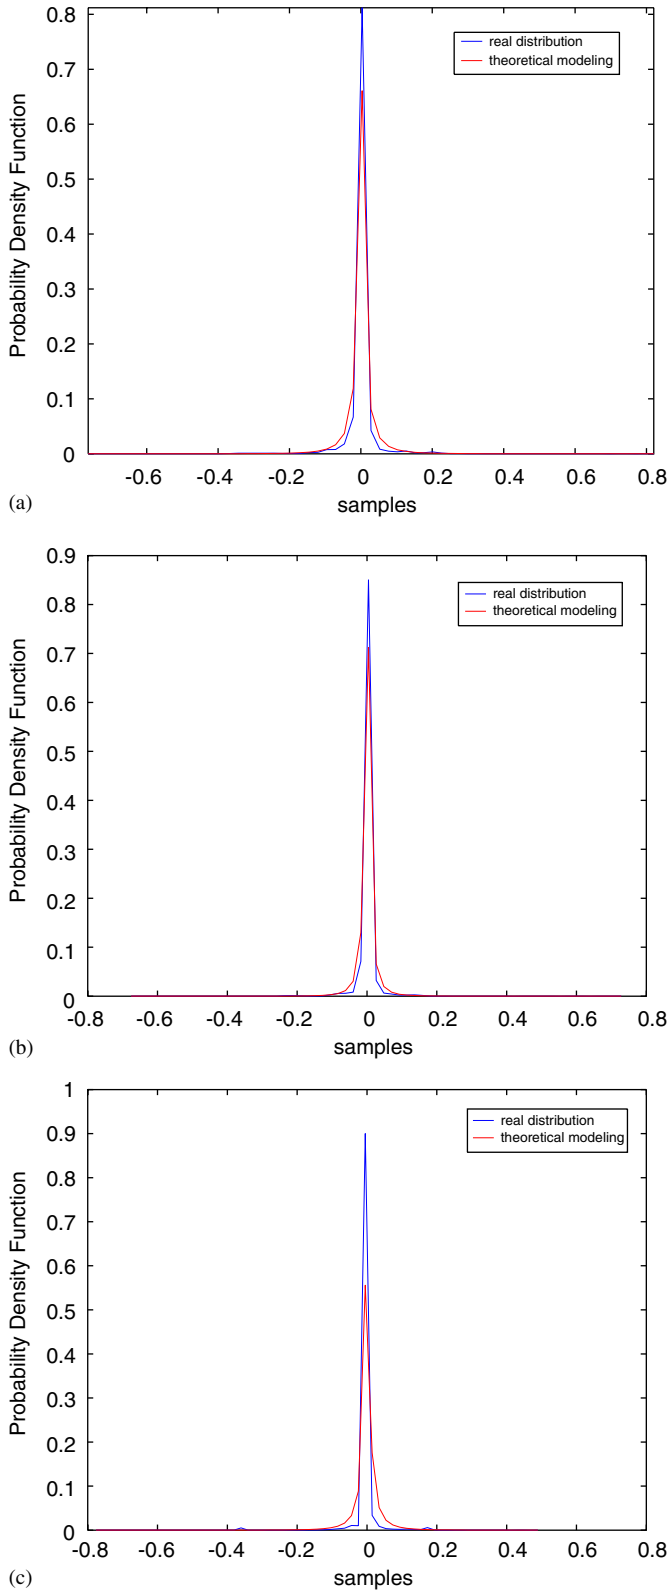 0.8
0.7
0.6
0.5
0.4
0.3
0.2
0.1
0
Probability Density Function
real distribution
theoretical modeling
-0.6 -0.4 -0.2 0 0.2 0.4 0.6 0.8
samples
(a)
0.9
0.8
0.7
0.6
0.5
0.4
0.3
0.2
0.1
0
Probability Density Function
real distribution
theoretical modeling
-0.8 -0.6 -0.4 -0.2 0 0.2 0.4 0.6 0.8
samples
(b)
1
0.9
0.8
0.7
0.6
0.5
0.4
0.3
0.2
0.1
0
Probability Density Function
real distribution
theoretical modeling
-0.8 -0.6 -0.4 -0.2 0 0.2 0.4 0.6 0.8
samples
(c)